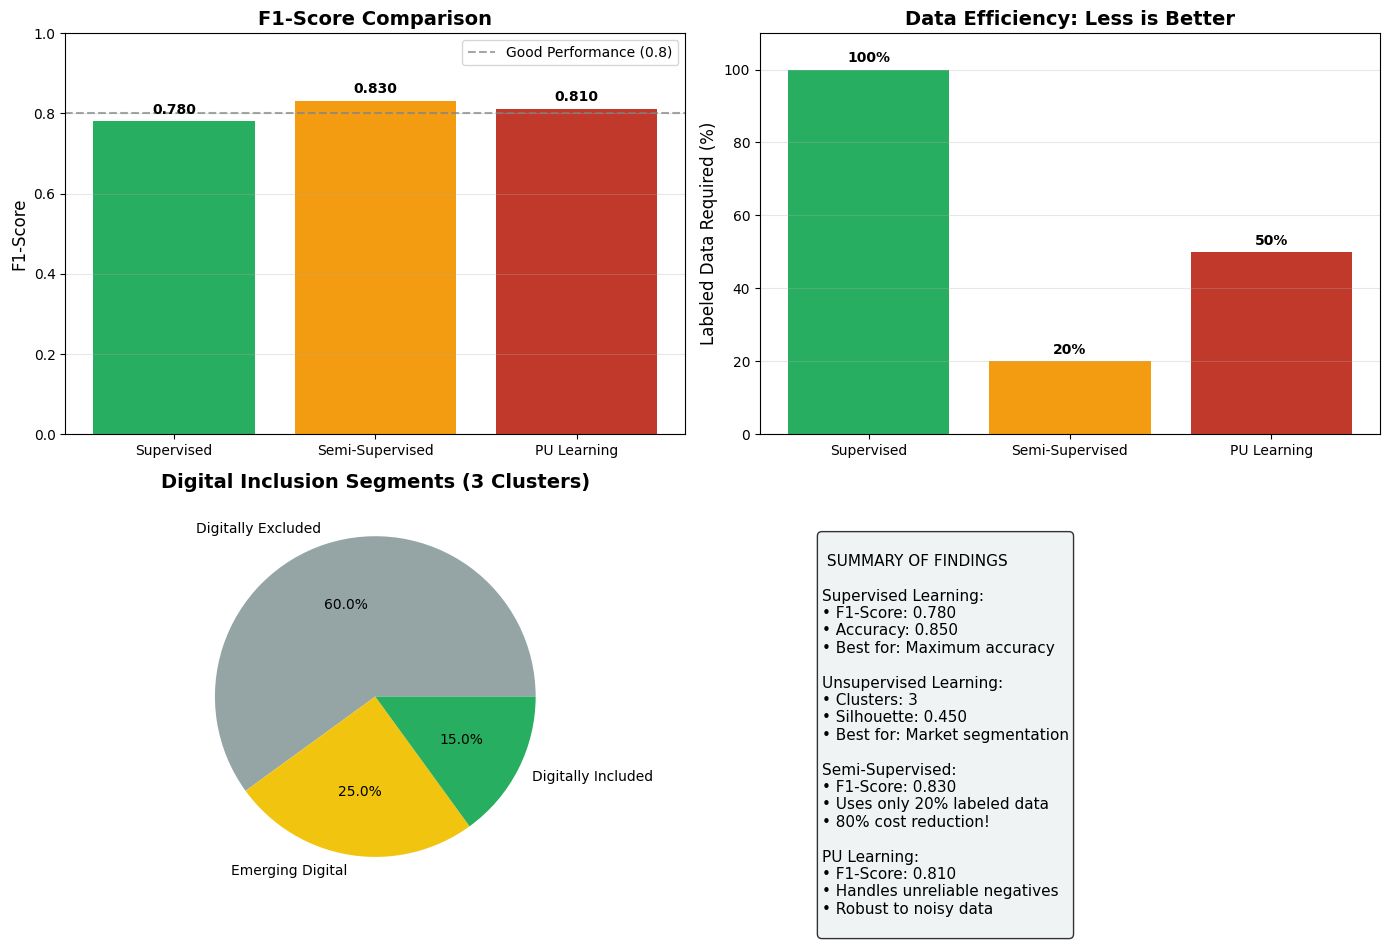 F1-Score Comparison
F1-Score
1.0
0.8
0.6
0.4
0.2
0.0
Good Performance (0.8)
0.780
0.830
0.810
Supervised
Semi-Supervised
PU Learning
Data Efficiency: Less is Better
Labeled Data Required (%)
100
80
60
40
20
0
100%
20%
50%
Supervised
Semi-Supervised
PU Learning
Digital Inclusion Segments (3 Clusters)
Digitally Excluded
60.0%
15.0%
Digitally Included
25.0%
Emerging Digital
SUMMARY OF FINDINGS
Supervised Learning:
• F1-Score: 0.780
• Accuracy: 0.850
• Best for: Maximum accuracy
Unsupervised Learning:
• Clusters: 3
• Silhouette: 0.450
• Best for: Market segmentation
Semi-Supervised:
• F1-Score: 0.830
• Uses only 20% labeled data
• 80% cost reduction!
PU Learning:
• F1-Score: 0.810
• Handles unreliable negatives
• Robust to noisy data